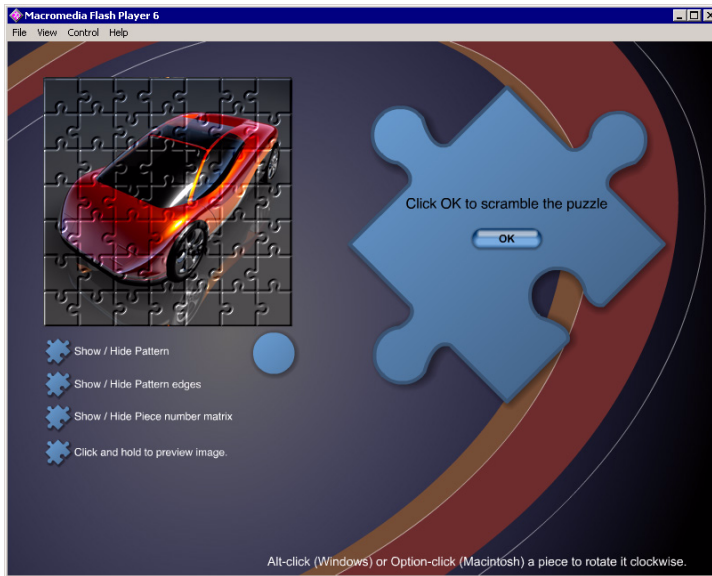 Macromedia Flash Player 6
File View Control Help
Click OK to scramble the puzzle
OK
Show / Hide Pattern
Show / Hide Pattern edges
Show / Hide Piece number matrix
Click and hold to preview image.
Alt-click (Windows) or Option-click (Macintosh) a piece to rotate it clockwise.